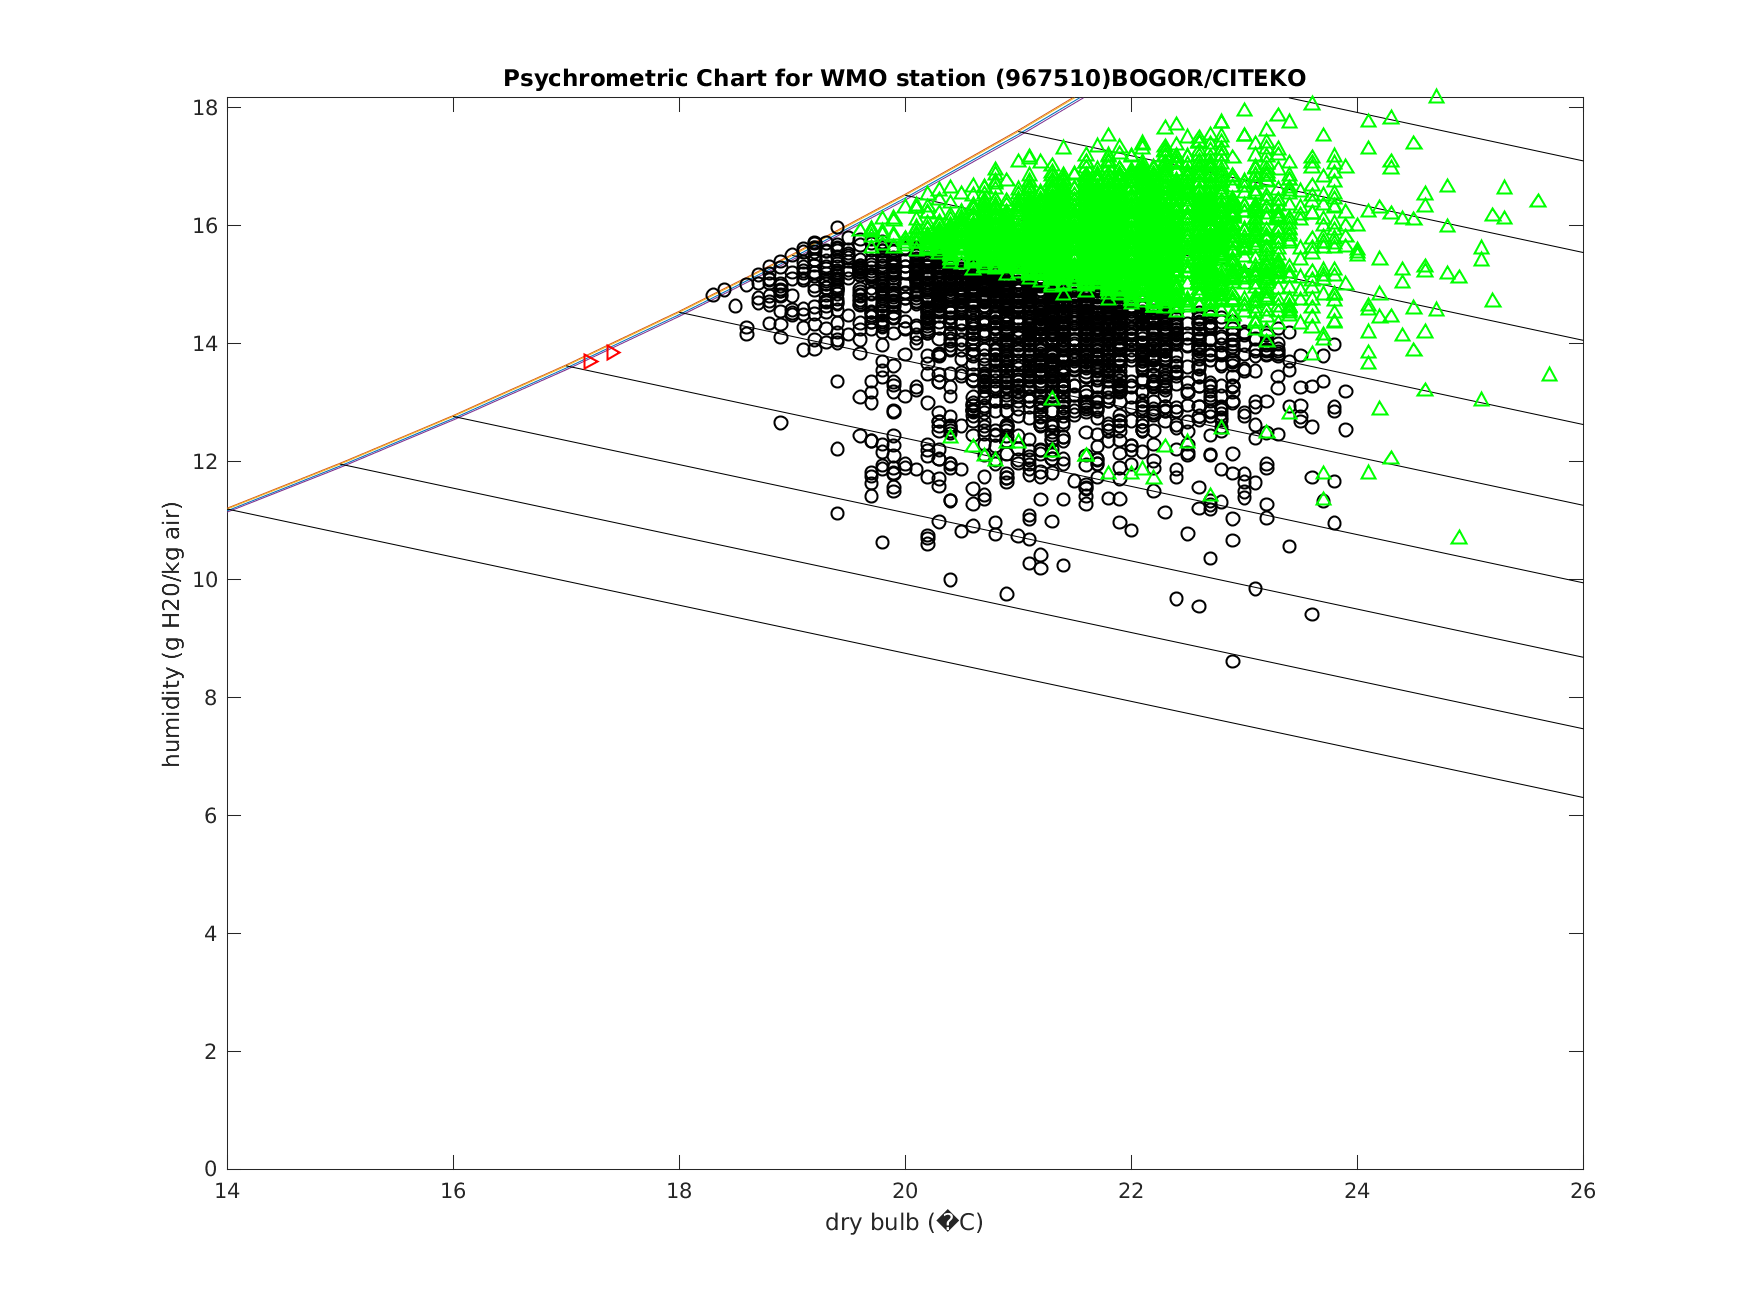 Psychrometric Chart for WMO station (967510)BOGOR/CITEKO
18
16
14
12
10
8
6
4
2
0
humidity (g H20/kg air)
14 16 18 20 22 24 26
dry bulb (�C)